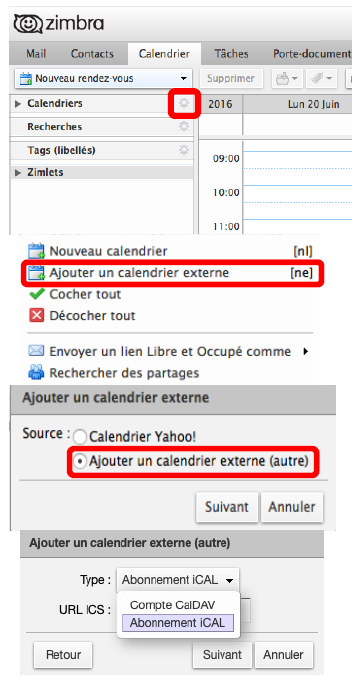 zimbra
Mail Contacts Calendrier Tâches Porte-document
Nouveau rendez-vous Supprimer
Calendriers 2016 Lun 20 Juin
Recherches
Tags (libellés)
09:00
Zimlets
10:00
11:00
Nouveau calendrier [nl]
Ajouter un calendrier externe [ne]
Cocher tout
Décocher tout
Envoyer un lien Libre et Occupé comme
Rechercher des partages
Ajouter un calendrier externe
Source : Calendrier Yahoo!
Ajouter un calendrier externe (autre)
Suivant Annuler
Ajouter un calendrier externe (autre)
Type : Abonnement iCAL
Compte CalDAV
URL ICS :
Abonnement iCAL
Retour Suivant Annuler